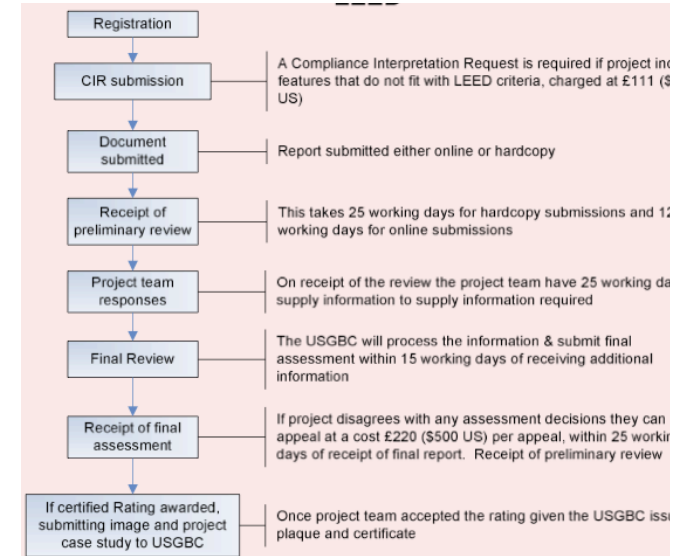 Registration
CIR submission
A Compliance Interpretation Request is required if project
features that do not fit with LEED criteria, charged at £111
US)
Document
submitted
Report submitted either online or hardcopy
Receipt of
preliminary review
This takes 25 working days for hardcopy submissions and 12
working days for online submissions
Project team
responses
On receipt of the review the project team have 25 working
supply information to supply information required
Final Review
The USGBC will process the information & submit final
assessment within 15 working days of receiving additional
information
Receipt of final
assessment
If project disagrees with any assessment decisions they can
appeal at a cost £220 ($500 US) per appeal, within 25
days of receipt of final report. Receipt of preliminary review
If certified Rating awarded,
submitting image and project
case study to USGBC
Once project team accepted the rating given the USGBC
plaque and certificate